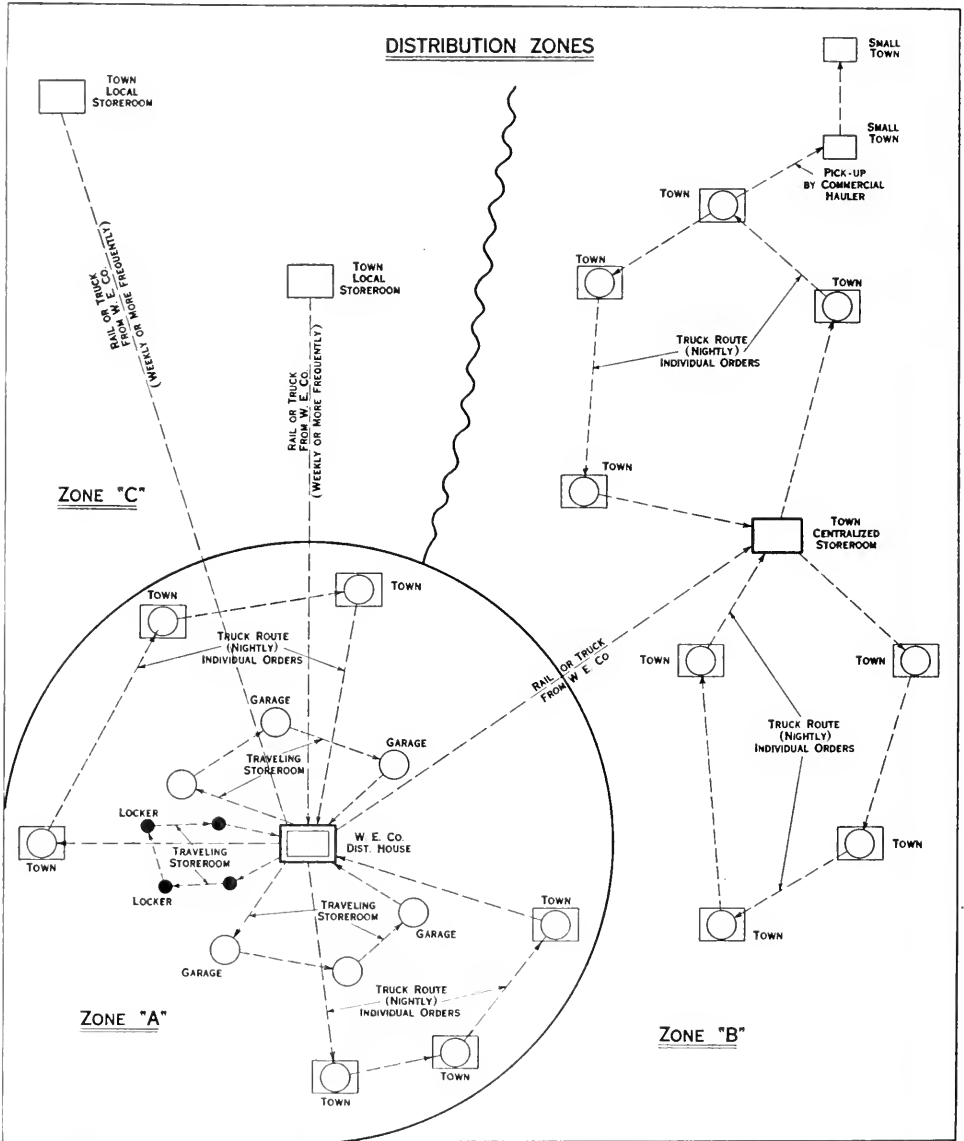 DISTRIBUTION ZONES
TOWN
LOCAL
STOREROOM
SMALL
TOWN
SMALL
TOWN
PICK-UP
BY COMMERCIAL
HAULER
TOWN
TOWN
TOWN
TRUCK ROUTE
(NIGHTLY)
INDIVIDUAL ORDERS
TOWN
TOWN
LOCAL
STOREROOM
RAIL OR TRUCK
FROM W. E. CO.
(WEEKLY OR MORE FREQUENTLY)
RAIL OR TRUCK
FROM W. E. CO.
(WEEKLY OR MORE FREQUENTLY)
ZONE "C"
TOWN
CENTRALIZED
STOREROOM
TOWN
TOWN
TRUCK ROUTE
(NIGHTLY)
INDIVIDUAL ORDERS
RAIL OR TRUCK
FROM W E. CO
GARAGE
GARAGE
TRAVELING
STOREROOM
LOCKER
TRAVELING
STOREROOM
LOCKER
W. E. CO.
DIST. HOUSE
TOWN
TRAVELING
STOREROOM
GARAGE
GARAGE
TOWN
TRUCK ROUTE
(NIGHTLY)
INDIVIDUAL ORDERS
TOWN
TOWN
ZONE "A"
TOWN
TOWN
TRUCK ROUTE
(NIGHTLY)
INDIVIDUAL ORDERS
TOWN
TOWN
ZONE "B"